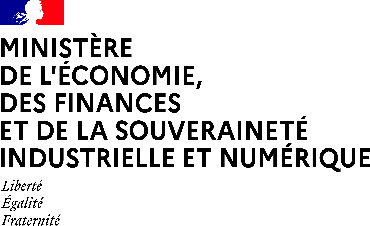 MINISTÈRE
DE L'ÉCONOMIE,
DES FINANCES
ET DE LA SOUVERAINETÉ
INDUSTRIELLE ET NUMÉRIQUE
Liberté
Égalité
Fraternité